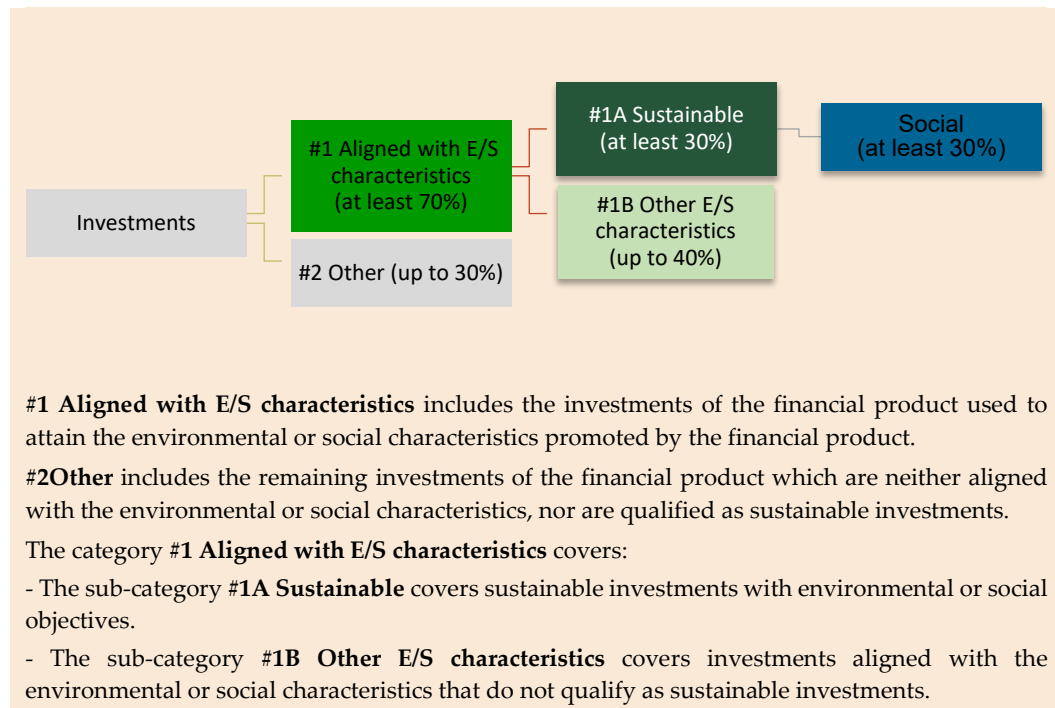 Investments
#1 Aligned with E/S
characteristics
(at least 70%)
#2 Other (up to 30%)
#1A Sustainable
(at least 30%)
#1B Other E/S
characteristics
(up to 40%)
Social
(at least 30%)
#1 Aligned with E/S characteristics includes the investments of the financial product used to
attain the environmental or social characteristics promoted by the financial product.
#2Other includes the remaining investments of the financial product which are neither aligned
with the environmental or social characteristics, nor are qualified as sustainable investments.
The category #1 Aligned with E/S characteristics covers:
- The sub-category #1A Sustainable covers sustainable investments with environmental or social
objectives.
- The sub-category #1B Other E/S characteristics covers investments aligned with the
environmental or social characteristics that do not qualify as sustainable investments.